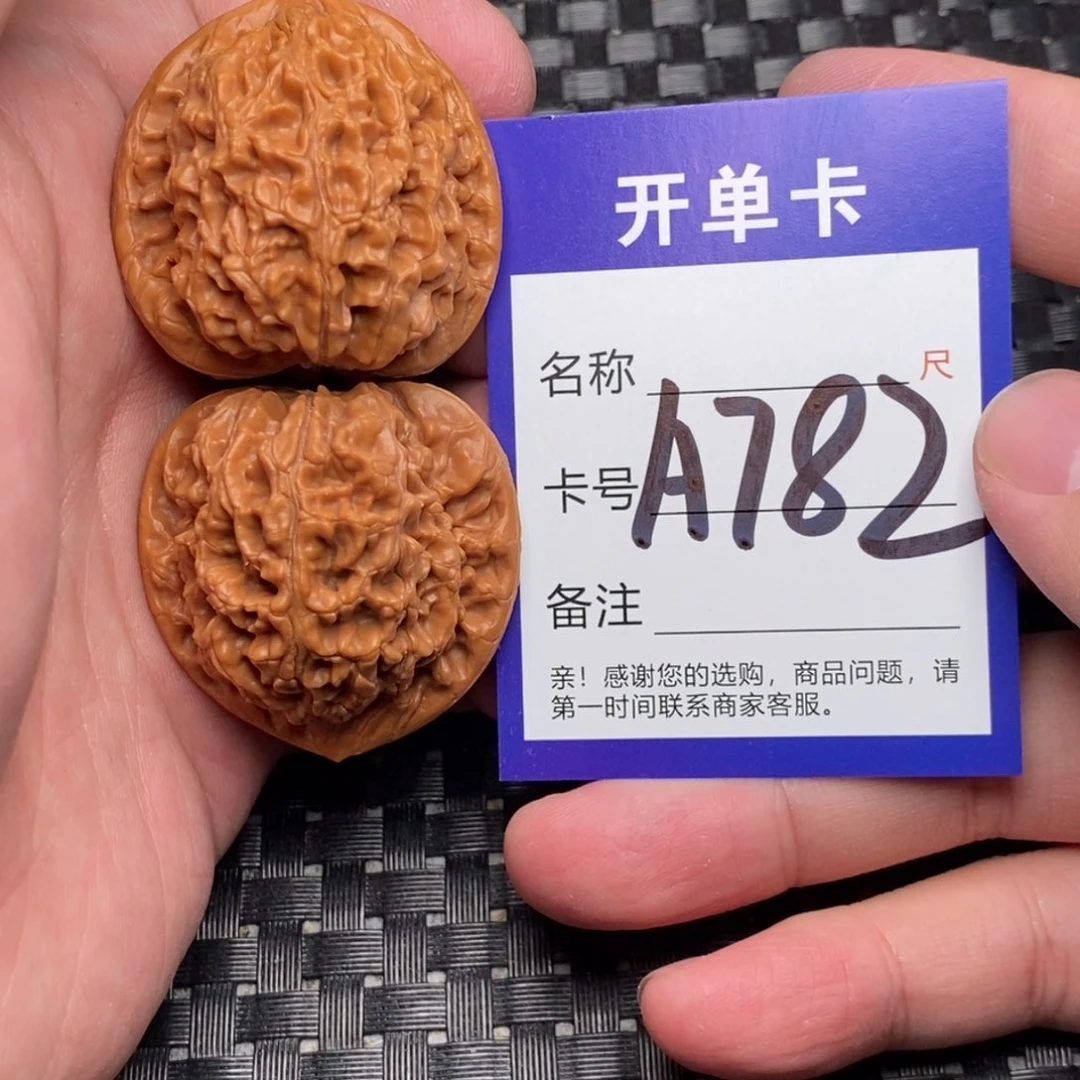 开单卡
名称 尺
卡号 A782
备注
亲！感谢您的选购，商品问题，请
第一时间联系商家客服。